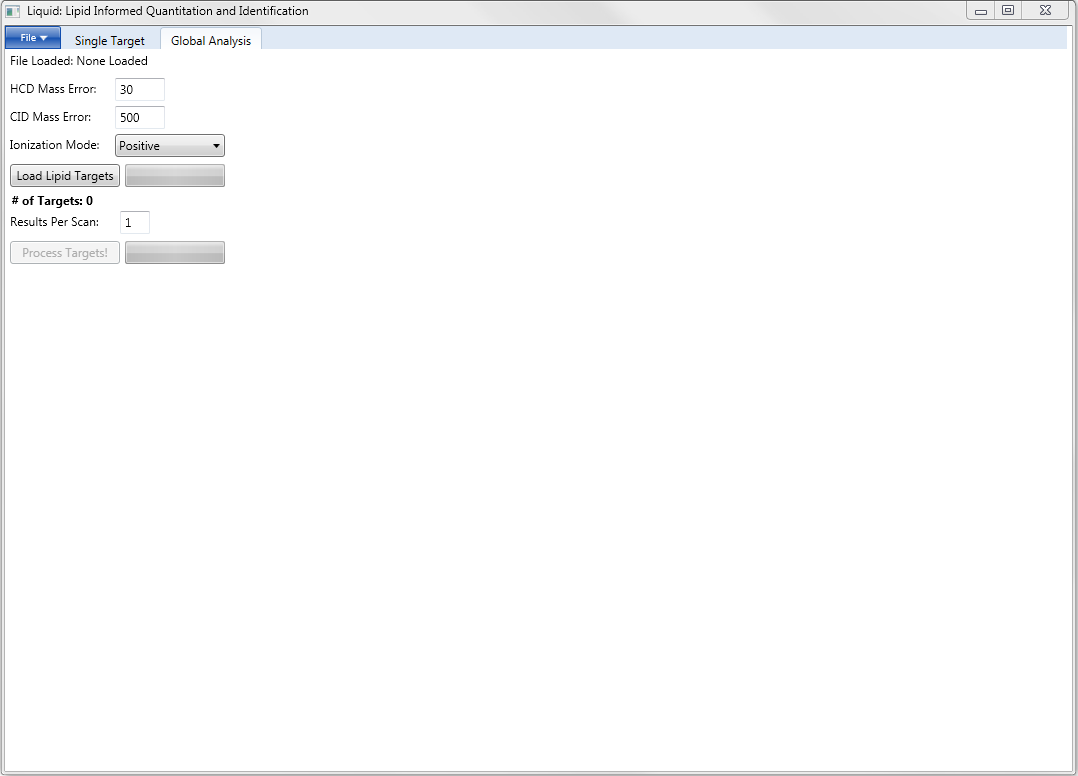 Liquid: Lipid Informed Quantitation and Identification
File Single Target Global Analysis
File Loaded: None Loaded
HCD Mass Error: 30
CID Mass Error: 500
Ionization Mode: Positive
Load Lipid Targets
# of Targets: 0
Results Per Scan: 1
Process Targets!